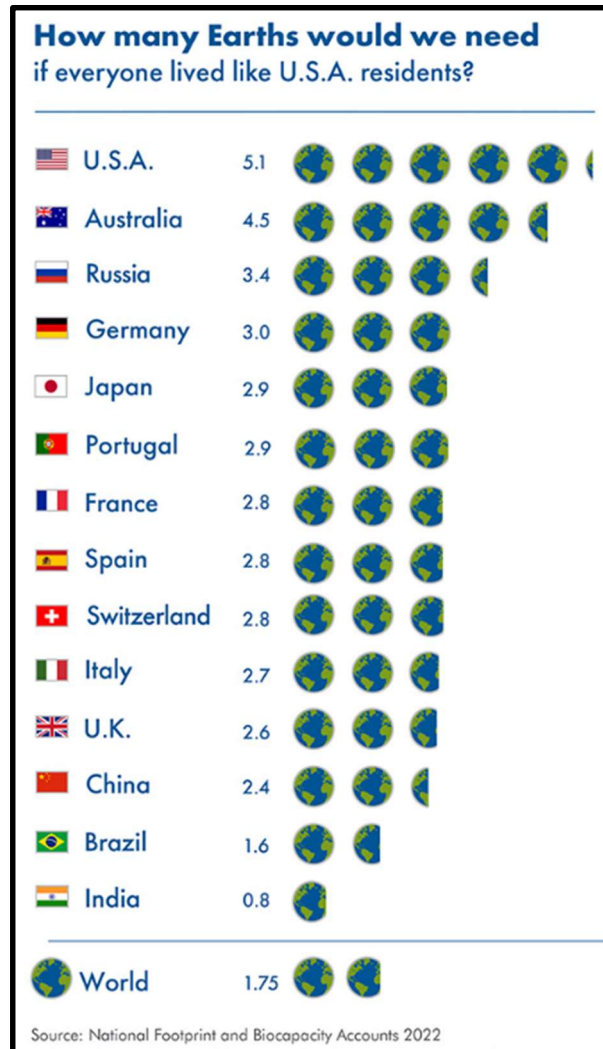 How many Earths would we need
if everyone lived like U.S.A. residents?
U.S.A. 5.1
Australia 4.5
Russia 3.4
Germany 3.0
Japan 2.9
Portugal 2.9
France 2.8
Spain 2.8
Switzerland 2.8
Italy 2.7
U.K. 2.6
China 2.4
Brazil 1.6
India 0.8
World 1.75
Source: National Footprint and Biocapacity Accounts 2022